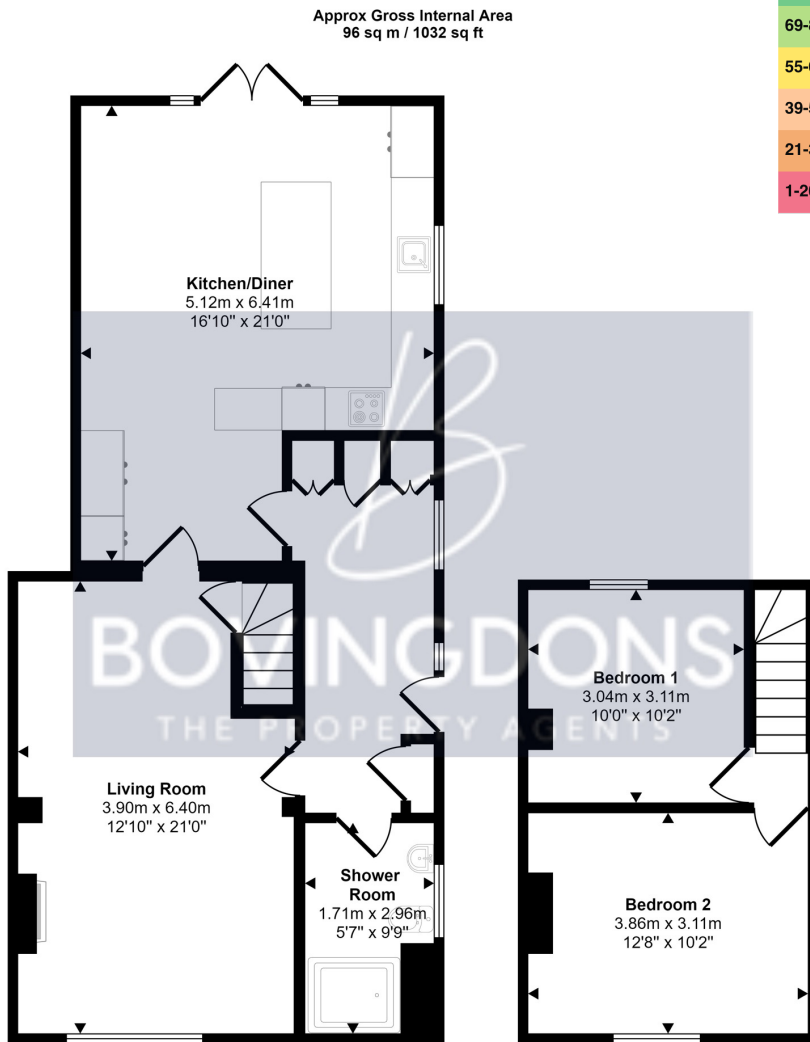 Approx Gross Internal Area
96 sq m / 1032 sq ft
Kitchen/Diner
5.12m x 6.41m
16'10" x 21'0"
B
BOVINGDONS
THE PROPERTY AGENTS
Bedroom 1
3.04m x 3.11m
10'0" x 10'2"
Living Room
3.90m x 6.40m
12'10" x 21'0"
Shower
Room
1.71m x 2.96m
5'7" x 9'9"
Bedroom 2
3.86m x 3.11m
12'8" x 10'2"